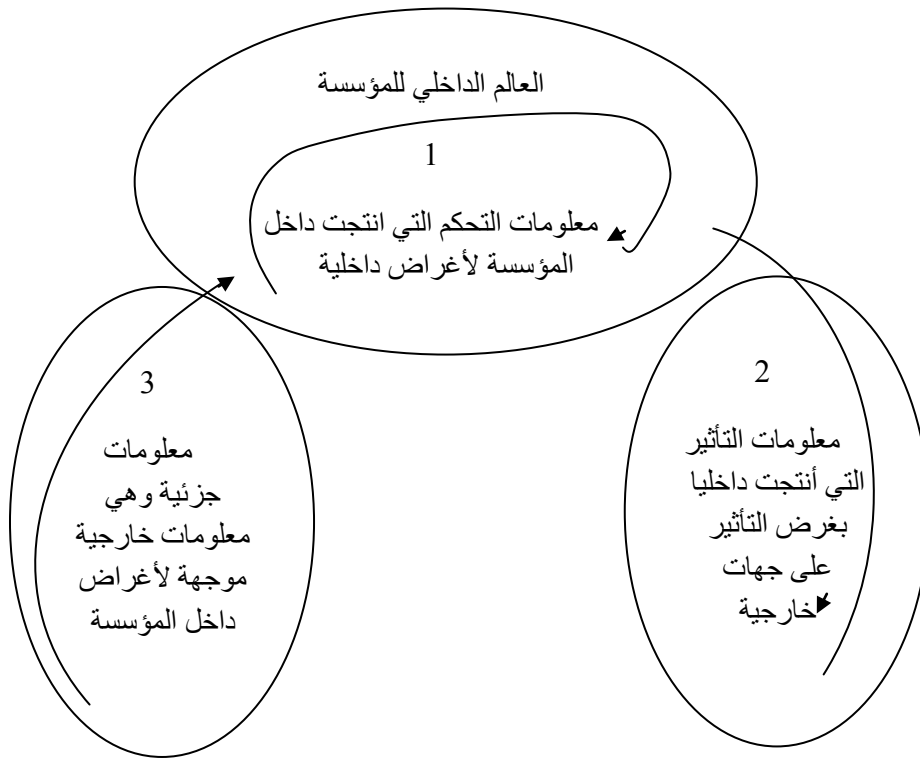 العالم الداخلي للمؤسسة
1
معلومات التحكم التي انتجت داخل
المؤسسة لأغراض داخلية
2
معلومات التأثير
التي أنتجت داخليا
بغرض التأثير
على جهات
خارجية
3
معلومات
جزئية وهي
معلومات خارجية
موجهة لأغراض
داخل المؤسسة